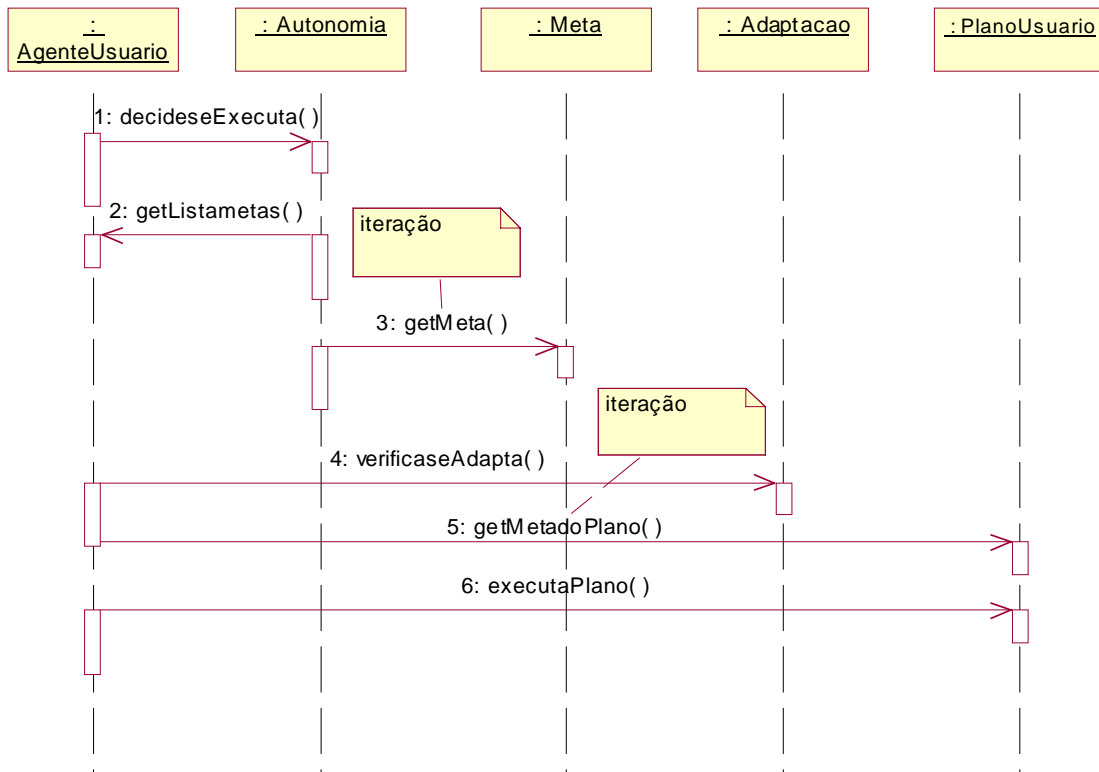 :
AgenteUsuario
: Autonomia
: Meta
: Adaptacao
: PlanoUsuario
1: decideseExecuta( )
2: getListametas( )
iteração
3: getMeta( )
iteração
4: verificaseAdapta( )
5: getMetadoPlano( )
6: executaPlano( )